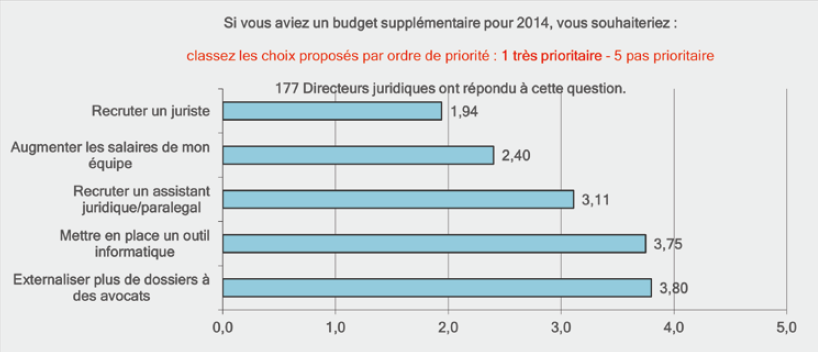 Si vous aviez un budget supplémentaire pour 2014, vous souhaiteriez :
classez les choix proposés par ordre de priorité : 1 très prioritaire - 5 pas prioritaire
177 Directeurs juridiques ont répondu à cette question.
Recruter un juriste
1,94
Augmenter les salaires de mon
équipe
2,40
Recruter un assistant
juridique/paralegal
3,11
Mettre en place un outil
informatique
3,75
Externaliser plus de dossiers à
des avocats
3,80
0,0 1,0 2,0 3,0 4,0 5,0